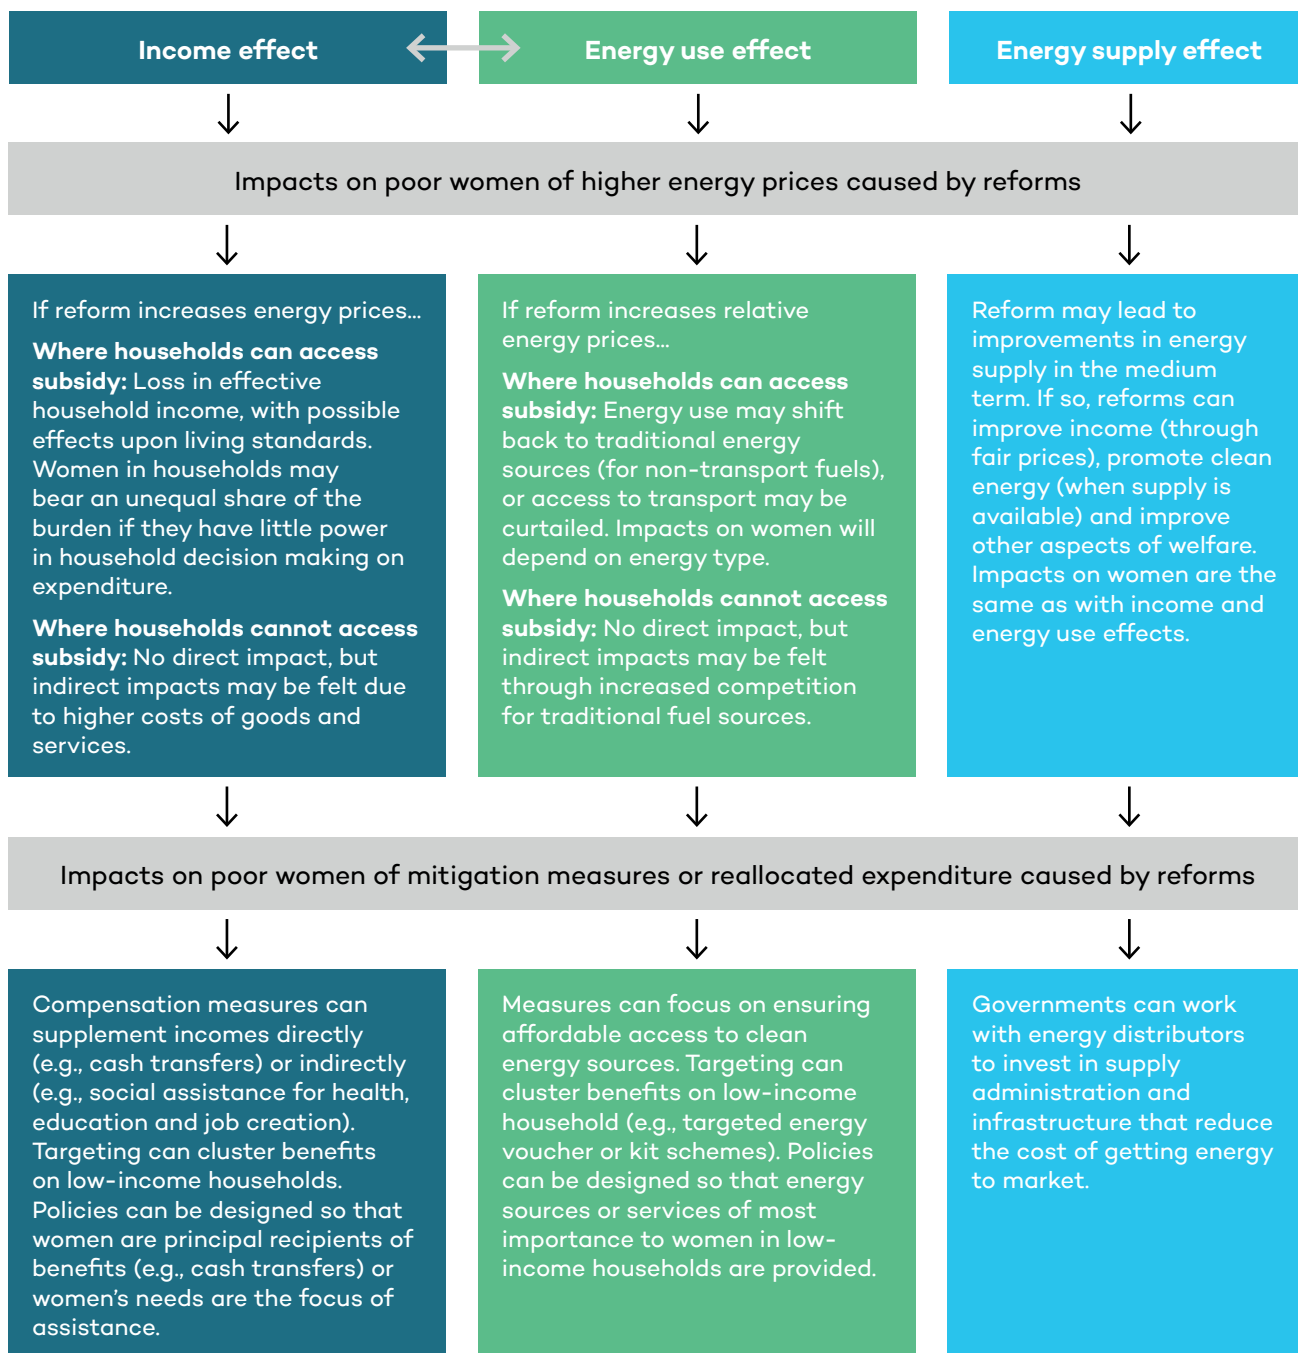 Income effect
Energy use effect
Energy supply effect
Impacts on poor women of higher energy prices caused by reforms
If reform increases energy prices...
Where households can access
subsidy: Loss in effective
household income, with possible
effects upon living standards.
Women in households may
bear an unequal share of the
burden if they have little power
in household decision making on
expenditure.
Where households cannot access
subsidy: No direct impact, but
indirect impacts may be felt due
to higher costs of goods and
services.
If reform increases relative
energy prices...
Where households can access
subsidy: Energy use may shift
back to traditional energy
sources (for non-transport fuels),
or access to transport may be
curtailed. Impacts on women will
depend on energy type.
Where households cannot access
subsidy: No direct impact, but
indirect impacts may be felt
through increased competition
for traditional fuel sources.
Reform may lead to
improvements in energy
supply in the medium
term. If so, reforms can
improve income (through
fair prices), promote clean
energy (when supply is
available) and improve
other aspects of welfare.
Impacts on women are the
same as with income and
energy use effects.
Impacts on poor women of mitigation measures or reallocated expenditure caused by reforms
Compensation measures can
supplement incomes directly
(e.g., cash transfers) or indirectly
(e.g., social assistance for health,
education and job creation).
Targeting can cluster benefits
on low-income households.
Policies can be designed so that
women are principal recipients of
benefits (e.g., cash transfers) or
women's needs are the focus of
assistance.
Measures can focus on ensuring
affordable access to clean
energy sources. Targeting can
cluster benefits on low-income
household (e.g., targeted energy
voucher or kit schemes). Policies
can be designed so that energy
sources or services of most
importance to women in low-
income households are provided.
Governments can work
with energy distributors
to invest in supply
administration and
infrastructure that reduce
the cost of getting energy
to market.